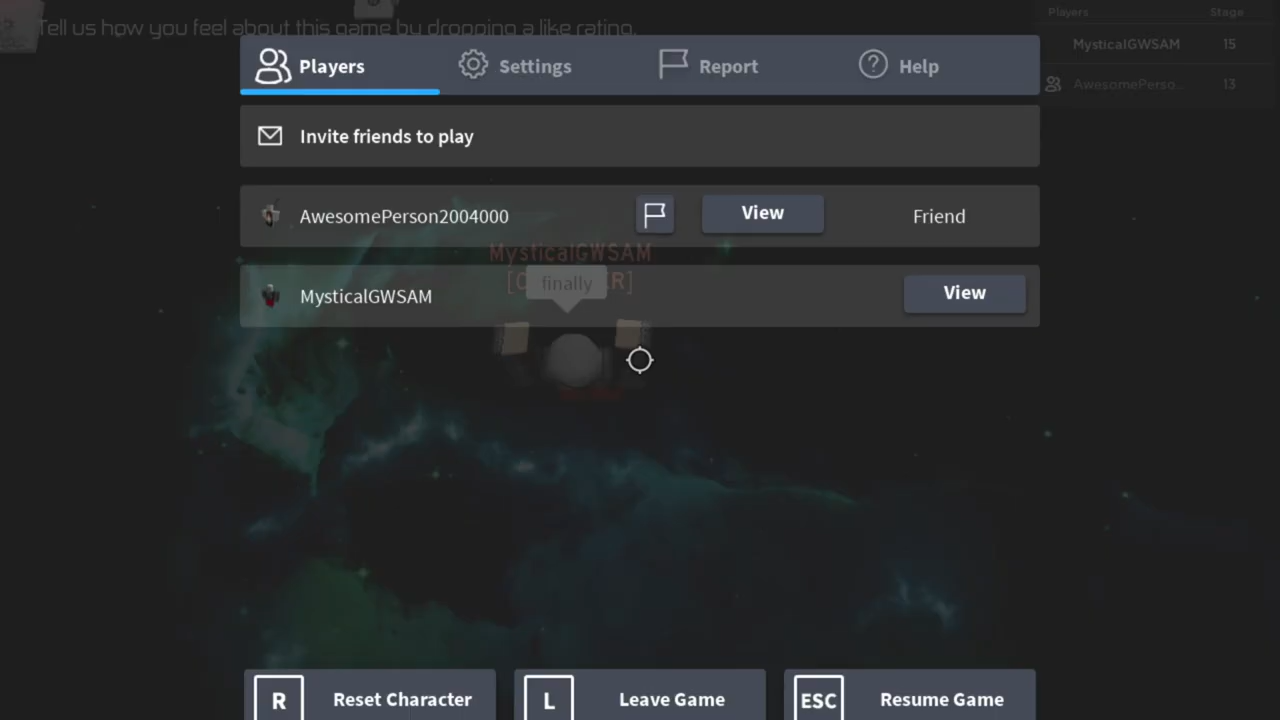 Tell us how you feel about this game by dropping a like rating.
Players Stage
MysticalGWSAM 15
AwesomePerso... 13
Players Settings Report Help
Invite friends to play
AwesomePerson2004000 View Friend
MysticalGWSAM
finally
MysticalGWSAM View
R Reset Character L Leave Game ESC Resume Game